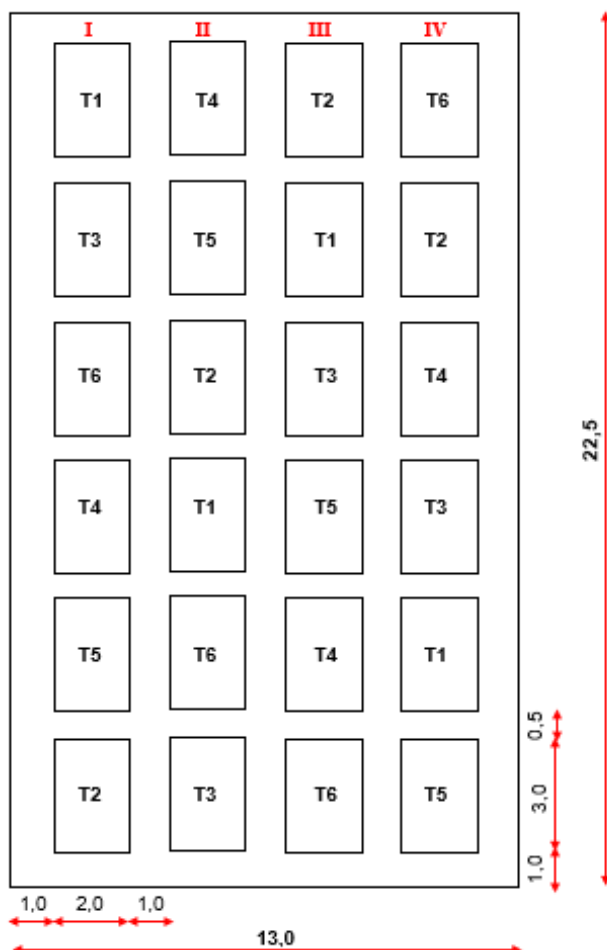 I II III IV
T1 T4 T2 T6
T3 T5 T1 T2
T6 T2 T3 T4
22,5
T4 T1 T5 T3
T5 T6 T4 T1
0,5
T2 T3 T6 T5
3,0
1,0
1,0 2,0 1,0
13,0